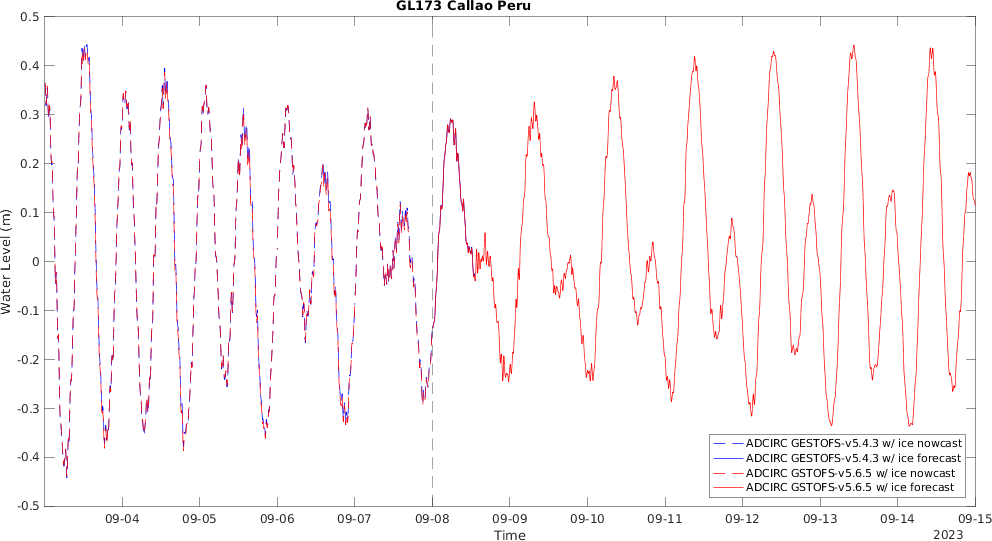 GL173 Callao Peru
0.5
0.4
0.3
0.2
0.1
0
-0.1
-0.2
-0.3
-0.4
-0.5
Water Level (m)
ADCIRC GESTOFS-v5.4.3 w/ ice nowcast
ADCIRC GESTOFS-v5.4.3 w/ ice forecast
ADCIRC GSTOFS-v5.6.5 w/ ice nowcast
ADCIRC GSTOFS-v5.6.5 w/ ice forecast
09-04 09-05 09-06 09-07 09-08 09-09 09-10 09-11 09-12 09-13 09-14 09-15
Time
2023